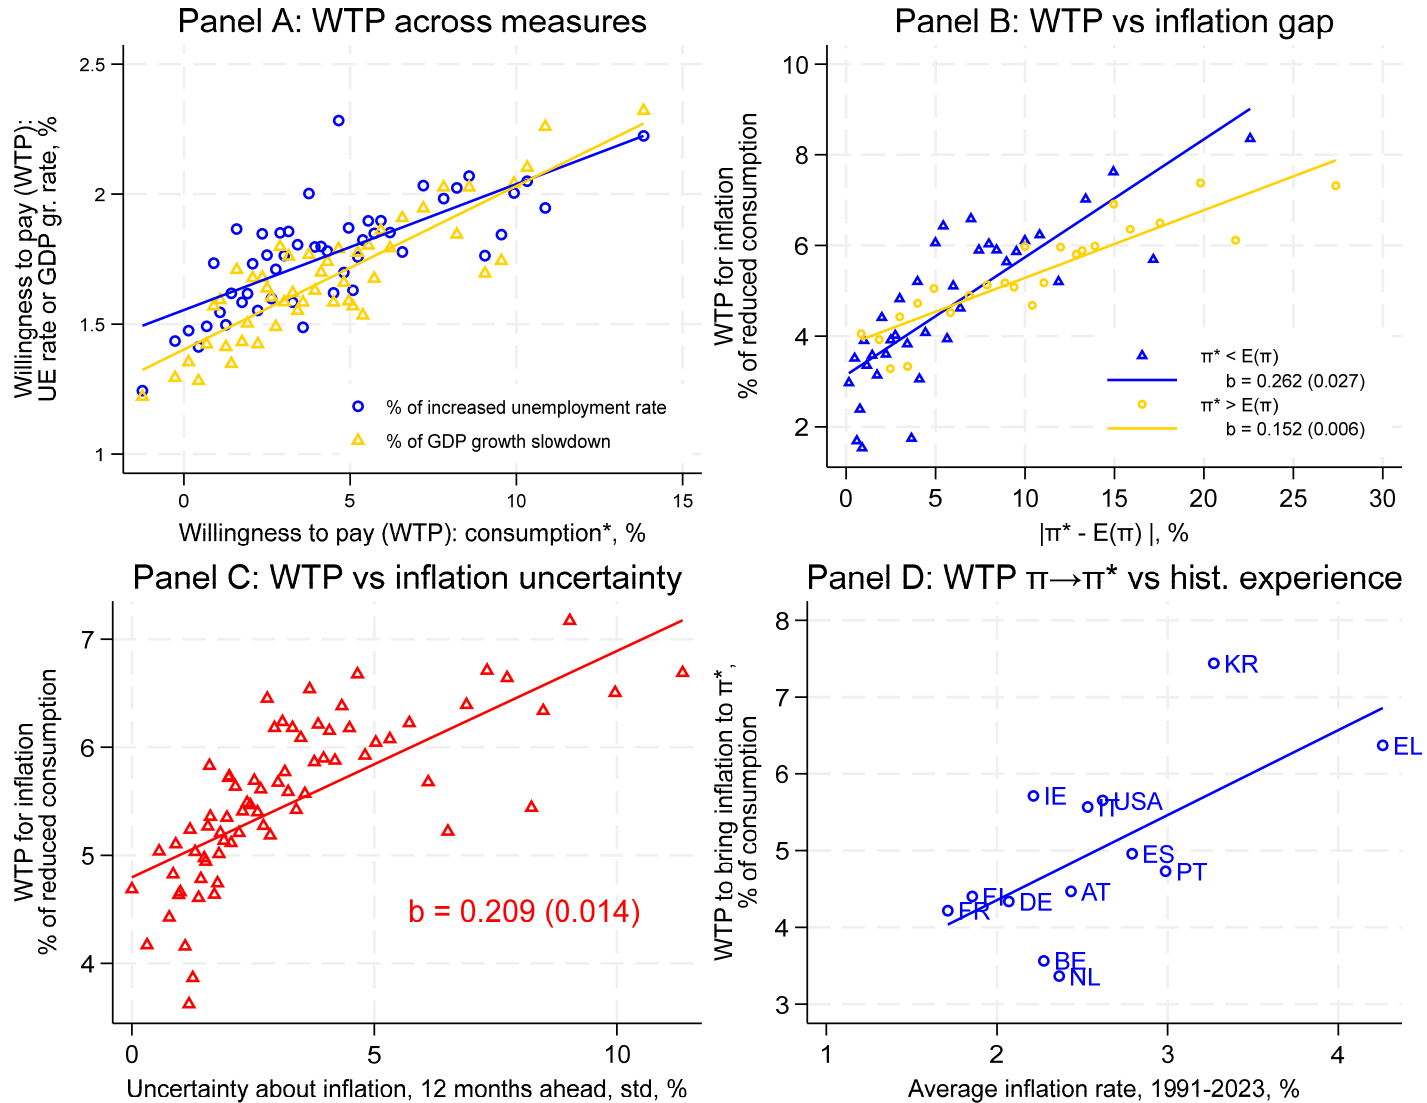 Panel A: WTP across measures
Willingness to pay (WTP):
UE rate or GDP gr. rate, %
2.5
2
1.5
1
% of increased unemployment rate
% of GDP growth slowdown
0
5
10
15
Willingness to pay (WTP): consumption*, %
Panel B: WTP vs inflation gap
WTP for inflation
% of reduced consumption
10
8
6
4
2
π* < E(π)
b = 0.262 (0.027)
π* > E(π)
b = 0.152 (0.006)
0
5
10
15
20
25
30
|π* - E(π) |, %
Panel C: WTP vs inflation uncertainty
WTP for inflation
% of reduced consumption
7
6
5
4
b = 0.209 (0.014)
0
5
10
Uncertainty about inflation, 12 months ahead, std, %
Panel D: WTP π→π* vs hist. experience
WTP to bring inflation to π*,
% of consumption
8
7
6
5
4
3
KR
EL
IE
USA
IT
ES
PT
AT
FI
DE
FR
BE
NL
1
2
3
4
Average inflation rate, 1991-2023, %